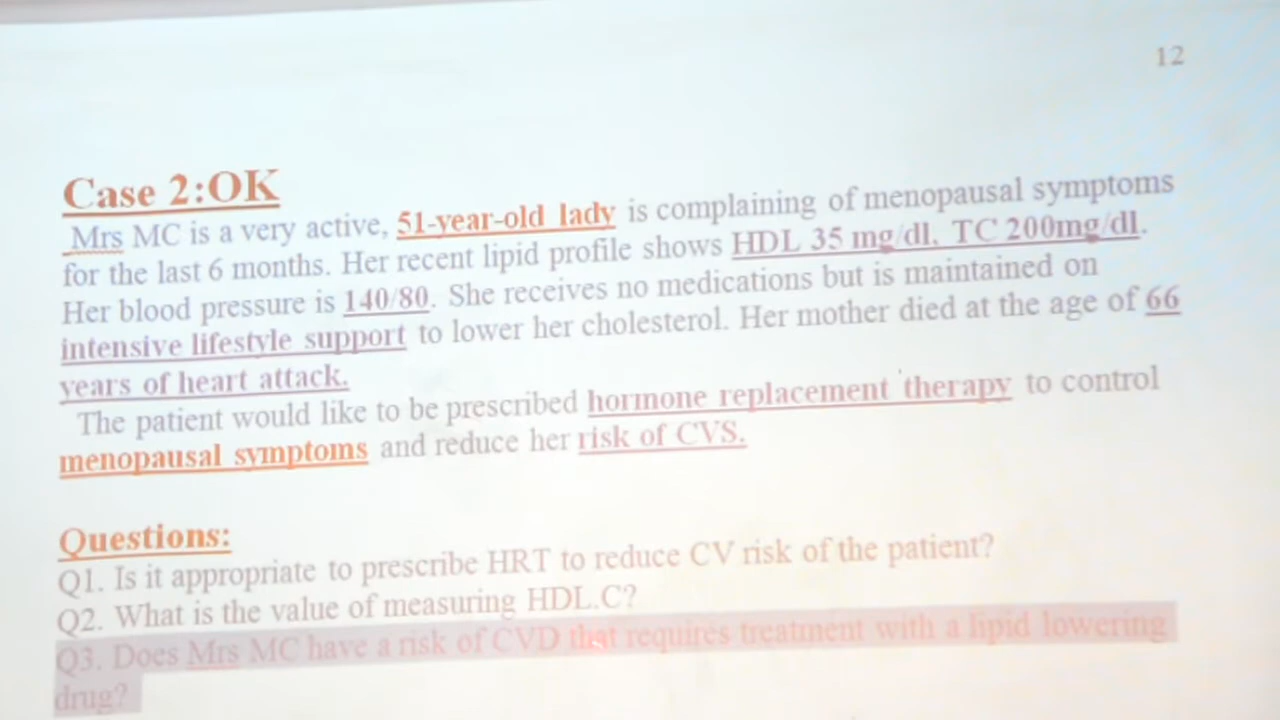 12
Case 2:OK
Mrs MC is a very active, 51-year-old lady is complaining of menopausal symptoms
for the last 6 months. Her recent lipid profile shows HDL 35 mg/dl, TC 200mg/dl.
Her blood pressure is 140/80. She receives no medications but is maintained on
intensive lifestyle support to lower her cholesterol. Her mother died at the age of 66
years of heart attack.
The patient would like to be prescribed hormone replacement therapy to control
menopausal symptoms and reduce her risk of CVS.
Questions:
Q1. Is it appropriate to prescribe HRT to reduce CV risk of the patient?
Q2. What is the value of measuring HDL.C?
Q3. Does Mrs MC have a risk of CVD that requires treatment with a lipid lowering
drug?